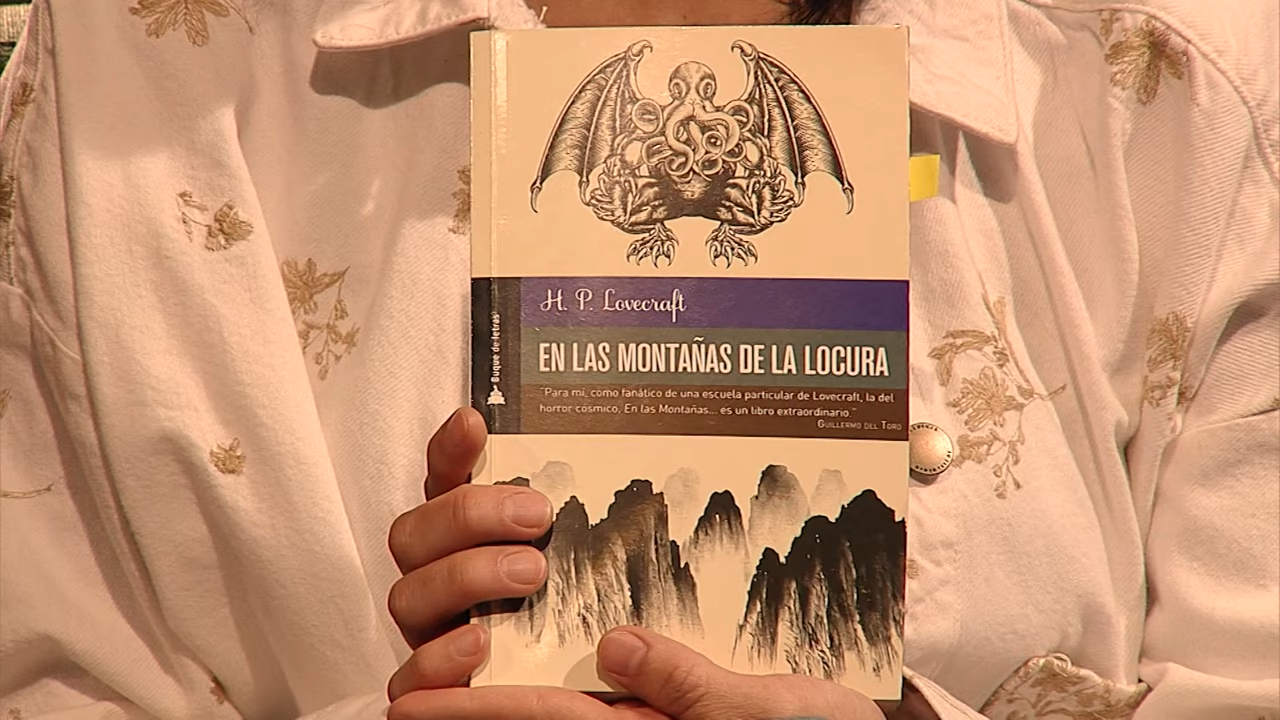 H. P. Lovecraft
EN LAS MONTAÑAS DE LA LOCURA
"Para mí, como fanático de una escuela particular de Lovecraft, la del
horror cósmico, En las Montañas... es un libro extraordinario."
GUILLERMO DEL TORO
Buque de letras